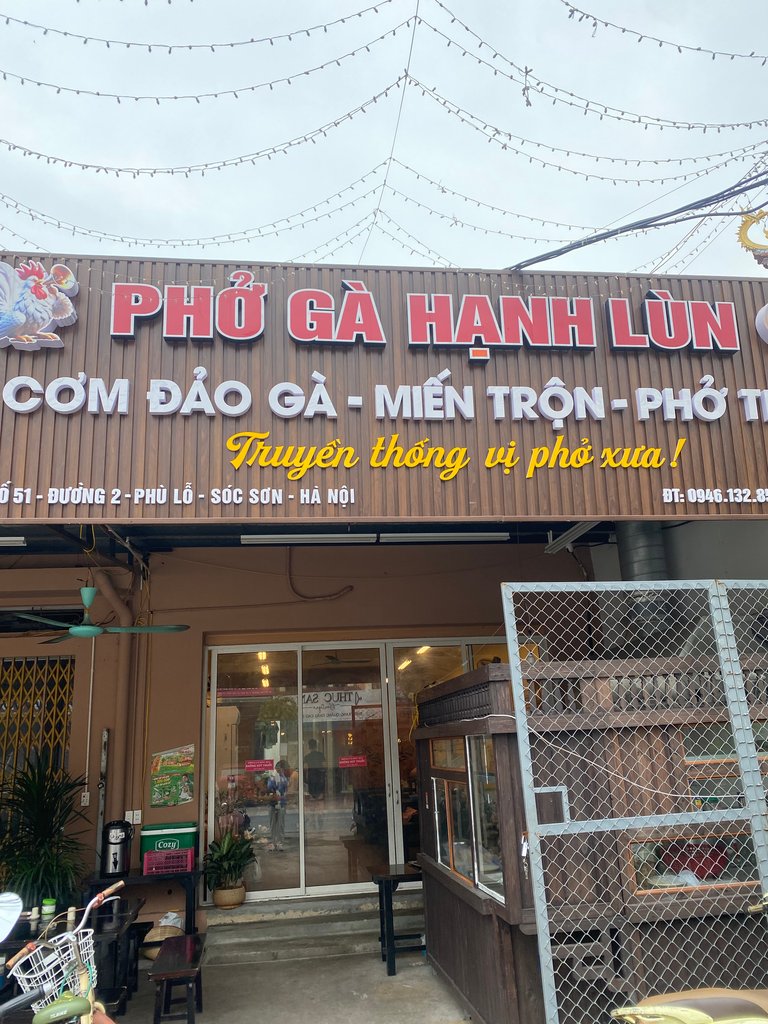 PHỞ GÀ HẠNH LÙN
CƠM ĐẢO GÀ - MIẾN TRỘN - PHỞ
Truyền thống vị phở xưa!
51 - ĐƯỜNG 2 - PHÙ LỖ - SÓC SƠN - HÀ NỘI
ĐT: 0946.132.8
Cozy